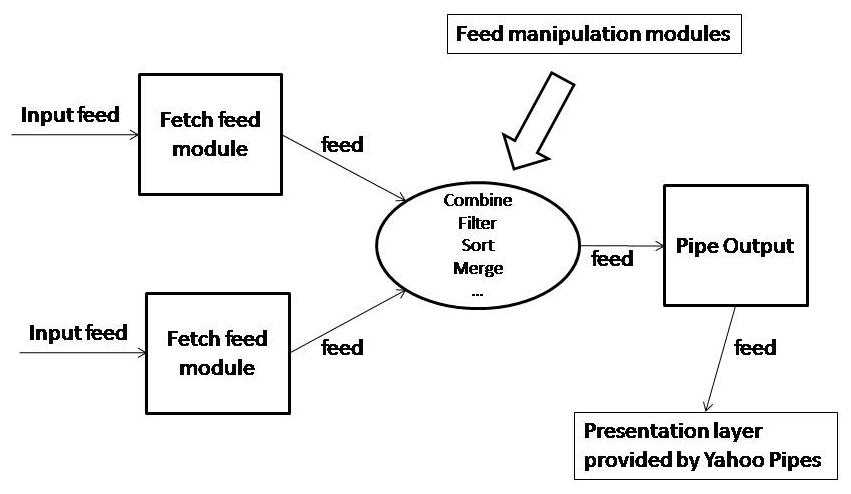 Feed manipulation modules
Input feed
Fetch feed
module
feed
Combine
Filter
Sort
Merge
...
feed
Pipe Output
Input feed
Fetch feed
module
feed
feed
Presentation layer
provided by Yahoo Pipes